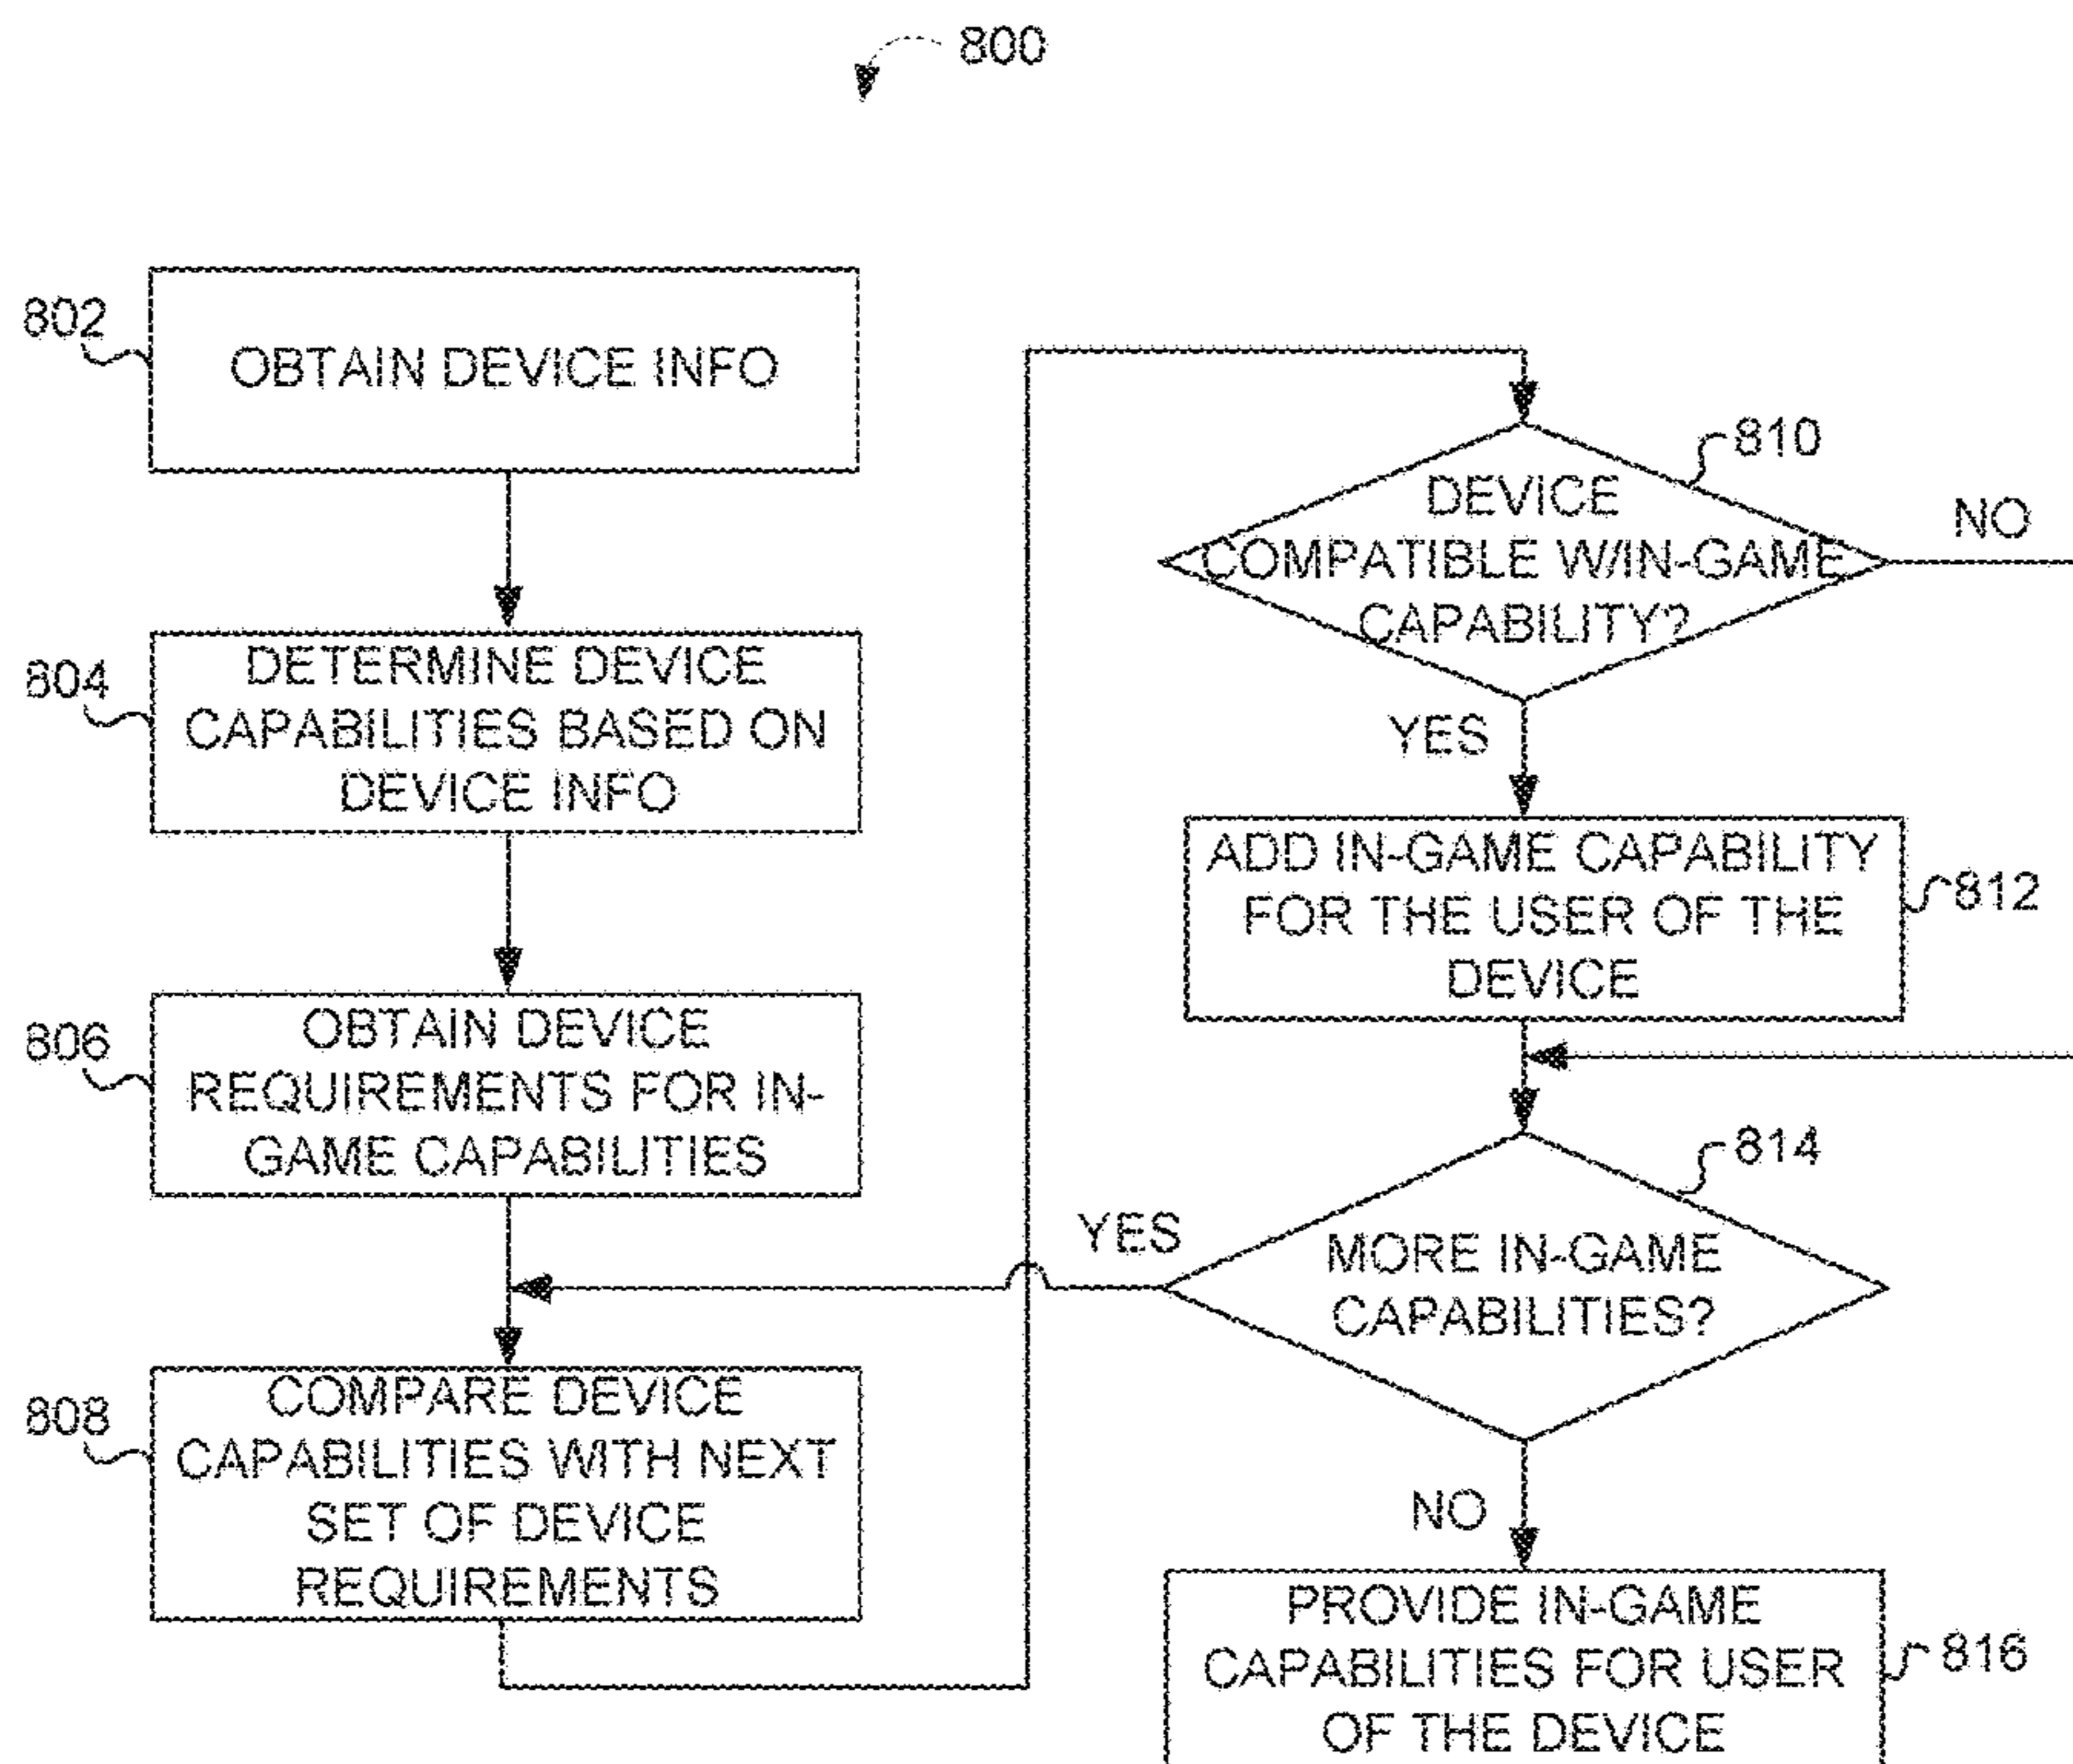 800
802
OBTAIN DEVICE INFO
804
DETERMINE DEVICE
CAPABILITIES BASED ON
DEVICE INFO
806
OBTAIN DEVICE
REQUIREMENTS FOR IN-
GAME CAPABILITIES
808
COMPARE DEVICE
CAPABILITIES WITH NEXT
SET OF DEVICE
REQUIREMENTS
810
DEVICE
COMPATIBLE W/IN-GAME
CAPABILITY?
NO
YES
ADD IN-GAME CAPABILITY
FOR THE USER OF THE
DEVICE
812
814
YES
MORE IN-GAME
CAPABILITIES?
NO
PROVIDE IN-GAME
CAPABILITIES FOR USER
OF THE DEVICE
816